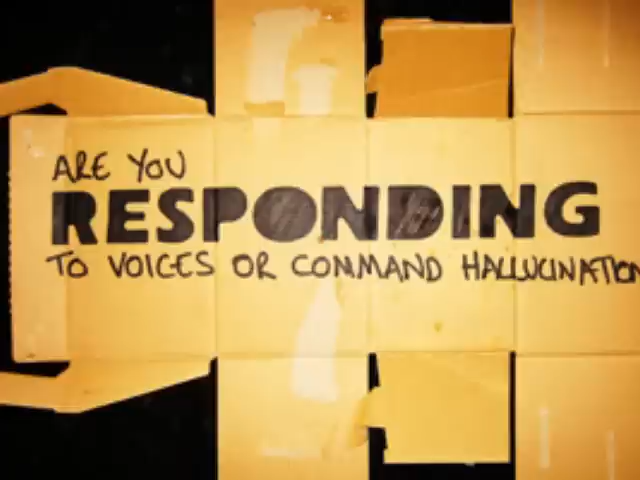 ARE YOU
RESPONDING
TO VOICES OR COMMAND HALLUCINATION